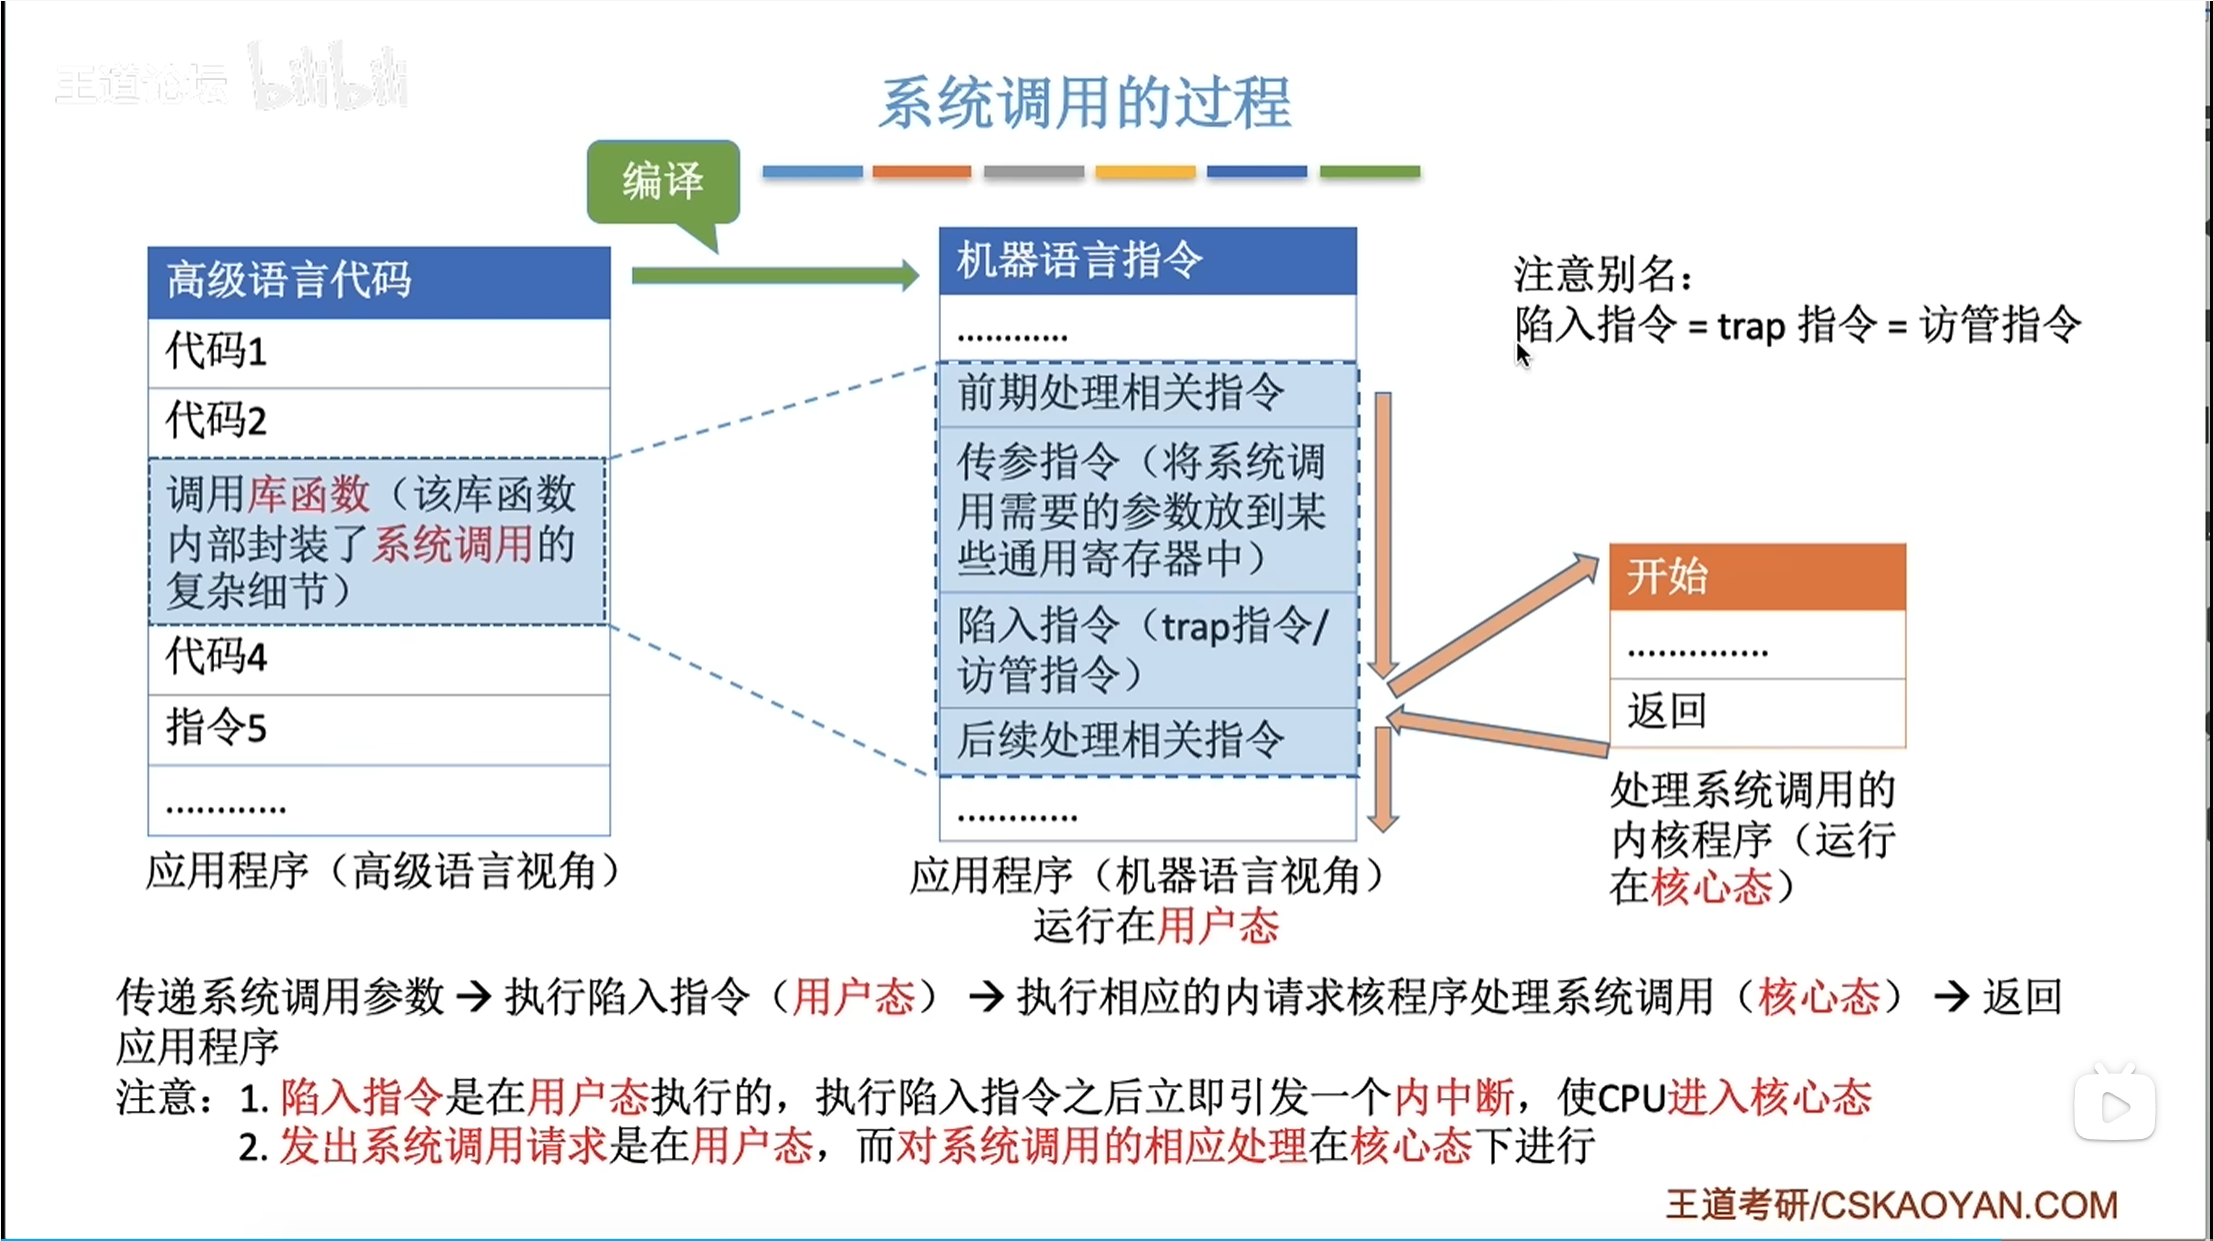 王道论坛 bilibili
系统调用的过程
编译
高级语言代码
代码1
代码2
调用库函数（该库函数
内部封装了系统调用的
复杂细节）
代码4
指令5
…………
应用程序（高级语言视角）
机器语言指令
…………
前期处理相关指令
传参指令（将系统调
用需要的参数放到某
些通用寄存器中）
陷入指令（trap指令/
访管指令）
后续处理相关指令
…………
应用程序（机器语言视角）
运行在用户态
注意别名：
陷入指令 = trap 指令 = 访管指令
开始
…………..
返回
处理系统调用的
内核程序（运行
在核心态）
传递系统调用参数 → 执行陷入指令（用户态） → 执行相应的内请求核程序处理系统调用（核心态） → 返回
应用程序
注意：1. 陷入指令是在用户态执行的，执行陷入指令之后立即引发一个内中断，使CPU进入核心态
2. 发出系统调用请求是在用户态，而对系统调用的相应处理在核心态下进行
王道考研/CSKAOYAN.COM